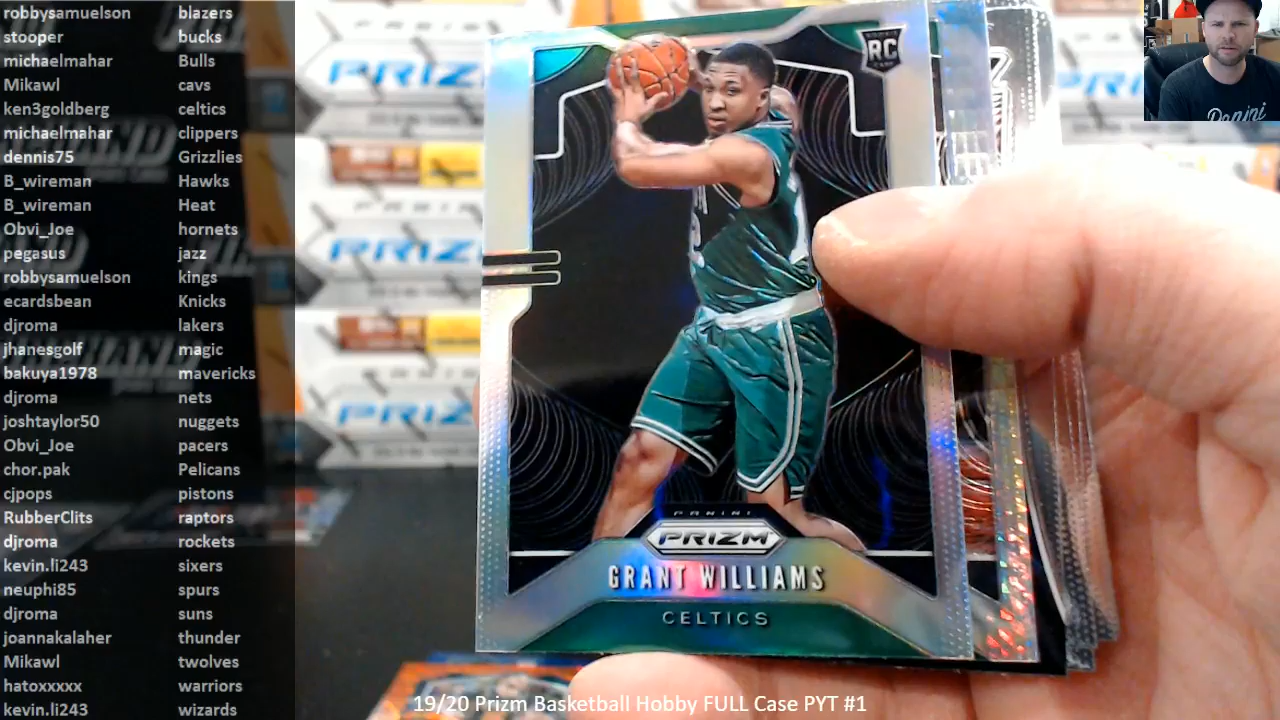 robbysamuelson blazers
stooper bucks
michaelmahar Bulls
Mikawl cavs
ken3goldberg celtics
michaelmahar clippers
dennis75 Grizzlies
B_wireman Hawks
B_wireman Heat
Obvi_Joe hornets
pegasus jazz
robbysamuelson kings
ecardsbean Knicks
djroma lakers
jhanesgolf magic
bakuya1978 mavericks
djroma nets
joshtaylor50 nuggets
Obvi_Joe pacers
chor.pak Pelicans
cjpops pistons
RubberClits raptors
djroma rockets
kevin.li243 sixers
neuphi85 spurs
djroma suns
joannakalaher thunder
Mikawl twolves
hatoxxxxx warriors
kevin.li243 wizards
RC
PANINI
PRIZM
GRANT WILLIAMS
CELTICS
Panini
19/20 Prizm Basketball Hobby FULL Case PYT #1